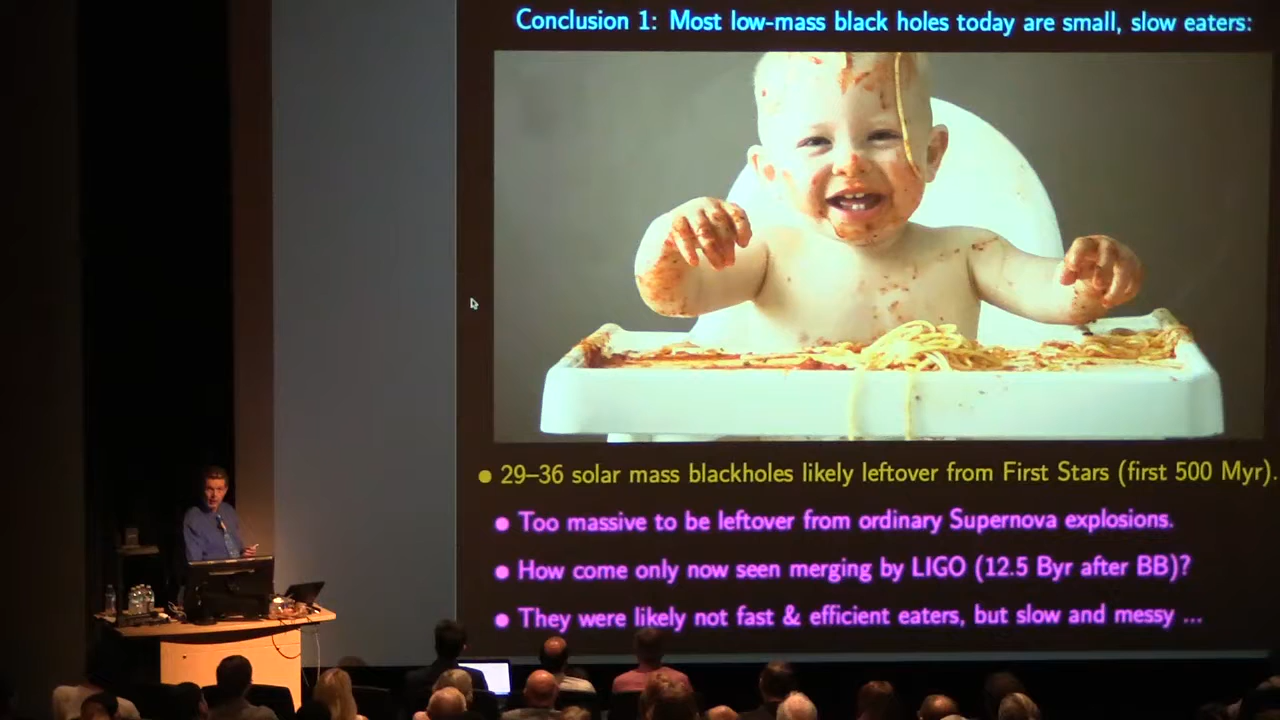 Conclusion 1: Most low-mass black holes today are small, slow eaters:
● 29–36 solar mass blackholes likely leftover from First Stars (first 500 Myr).
● Too massive to be leftover from ordinary Supernova explosions.
● How come only now seen merging by LIGO (12.5 Byr after BB)?
● They were likely not fast & efficient eaters, but slow and messy ...